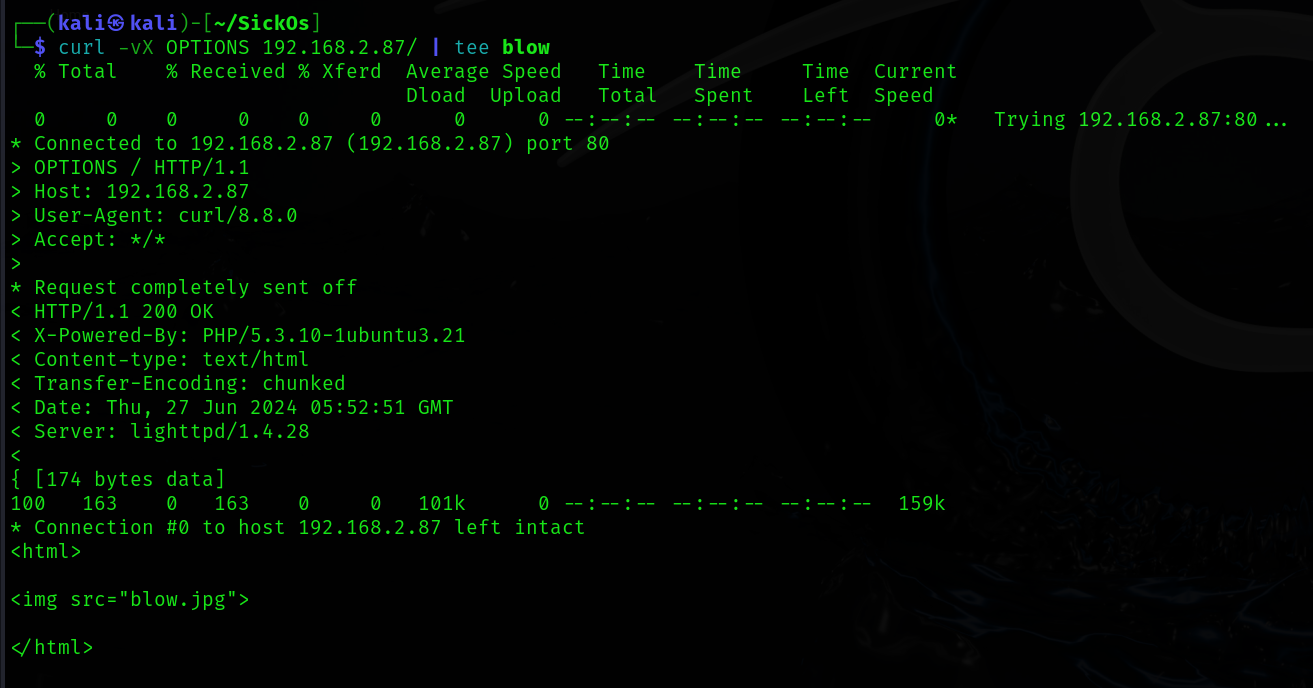 ┌──(kali㉿kali)-[~/SickOs]
└─$ curl -vX OPTIONS 192.168.2.87/ | tee blow
  % Total    % Received % Xferd  Average Speed   Time    Time     Time  Current
                                 Dload  Upload   Total   Spent    Left  Speed
  0     0    0     0    0     0      0      0 --:--:-- --:--:-- --:--:--     0*   Trying 192.168.2.87:80...
* Connected to 192.168.2.87 (192.168.2.87) port 80
> OPTIONS / HTTP/1.1
> Host: 192.168.2.87
> User-Agent: curl/8.8.0
> Accept: */*
>
* Request completely sent off
< HTTP/1.1 200 OK
< X-Powered-By: PHP/5.3.10-1ubuntu3.21
< Content-type: text/html
< Transfer-Encoding: chunked
< Date: Thu, 27 Jun 2024 05:52:51 GMT
< Server: lighttpd/1.4.28
<
{ [174 bytes data]
100   163    0   163    0     0   101k      0 --:--:-- --:--:-- --:--:--  159k
* Connection #0 to host 192.168.2.87 left intact
<html>
<img src="blow.jpg">
</html>